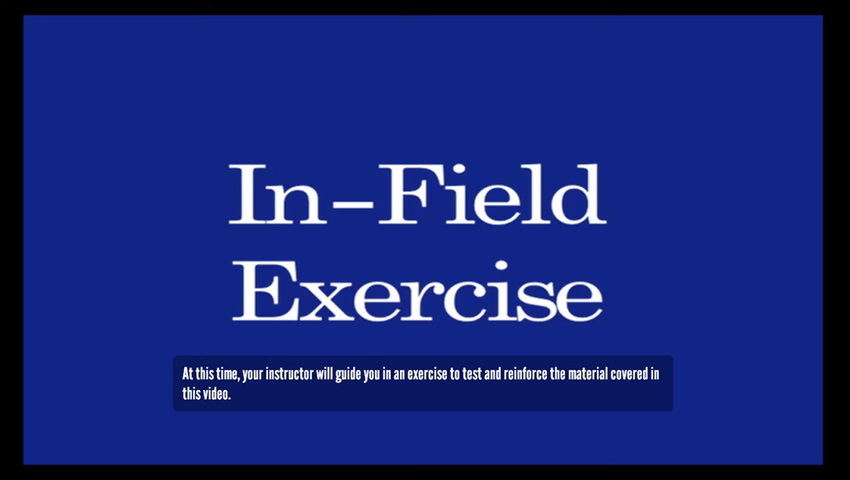 In-Field
Exercise
At this time, your instructor will guide you in an exercise to test and reinforce the material covered in
this video.